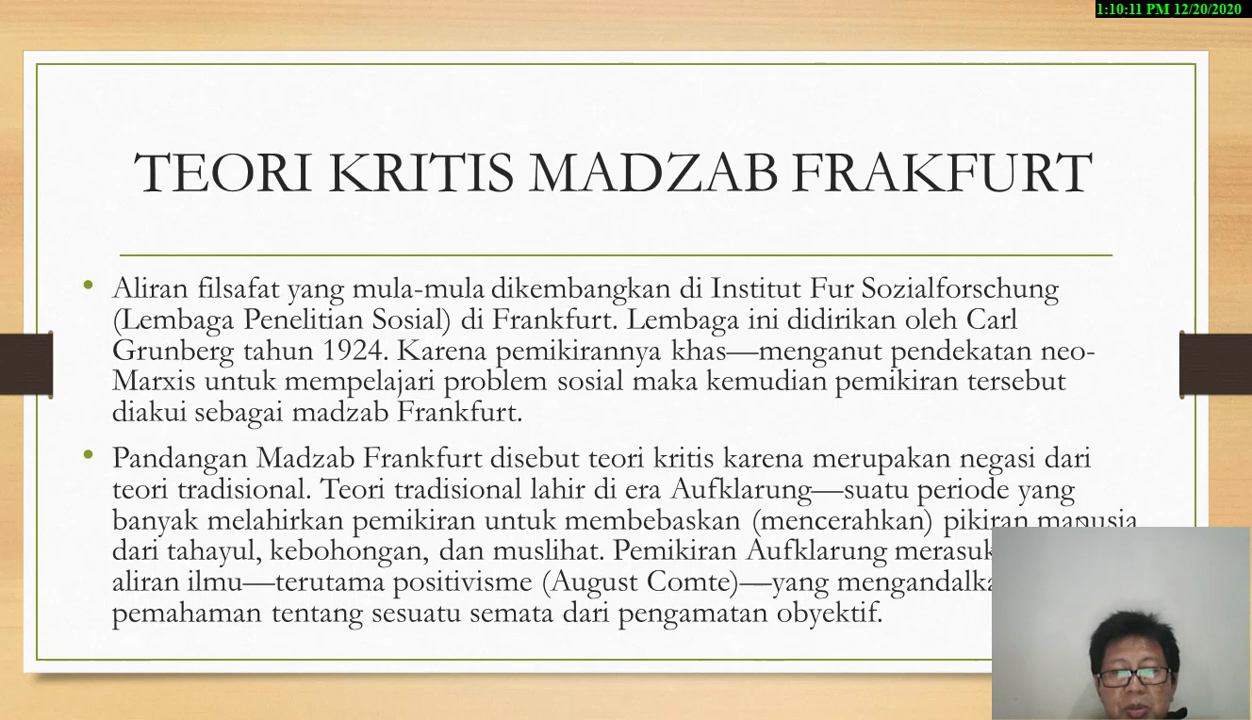 1:10:11 PM 12/20/2020
TEORI KRITIS MADZAB FRAKFURT
• Aliran filsafat yang mula-mula dikembangkan di Institut Fur Sozialforschung
(Lembaga Penelitian Sosial) di Frankfurt. Lembaga ini didirikan oleh Carl
Grunberg tahun 1924. Karena pemikirannya khas—menganut pendekatan neo-
Marxis untuk mempelajari problem sosial maka kemudian pemikiran tersebut
diakui sebagai madzab Frankfurt.
• Pandangan Madzab Frankfurt disebut teori kritis karena merupakan negasi dari
teori tradisional. Teori tradisional lahir di era Aufklarung—suatu periode yang
banyak melahirkan pemikiran untuk membebaskan (mencerahkan) pikiran manusia
dari tahayul, kebohongan, dan muslihat. Pemikiran Aufklarung
aliran ilmu—terutama positivisme (August Comte)—yang
pemahaman tentang sesuatu semata dari pengamatan obyektif.